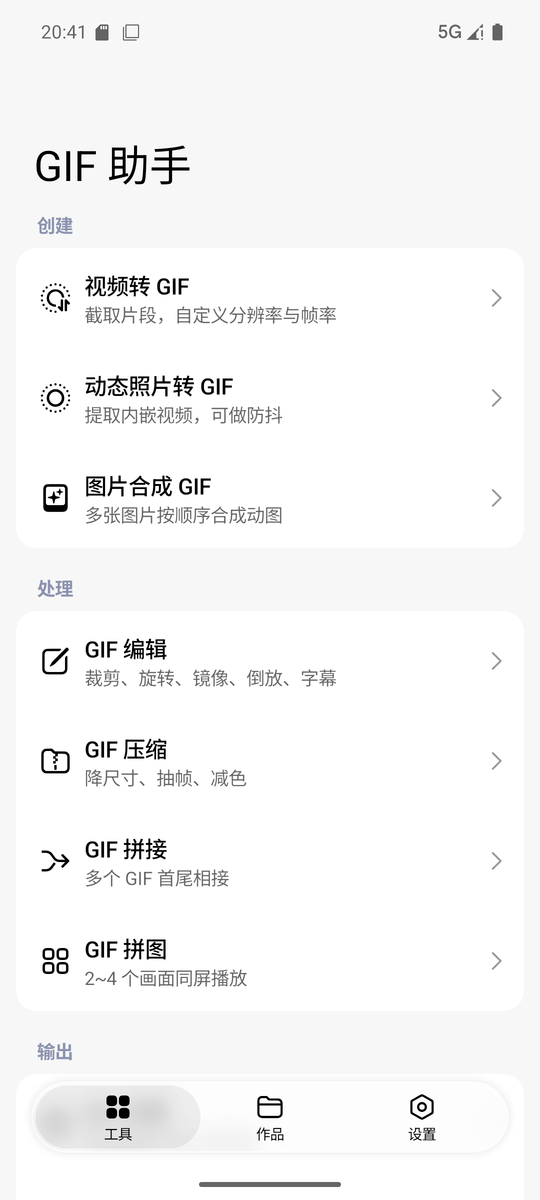 20:41
5G
GIF 助手
创建
视频转 GIF
截取片段，自定义分辨率与帧率
动态照片转 GIF
提取内嵌视频，可做防抖
图片合成 GIF
多张图片按顺序合成动图
处理
GIF 编辑
裁剪、旋转、镜像、倒放、字幕
GIF 压缩
降尺寸、抽帧、减色
GIF 拼接
多个 GIF 首尾相接
GIF 拼图
2~4 个画面同屏播放
输出
工具
作品
设置